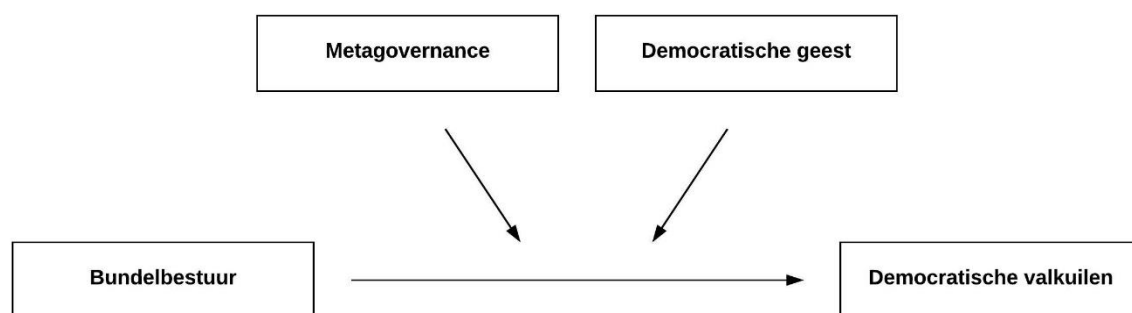 Metagovernance
Democratische geest
Bundelbestuur
Democratische valkuilen